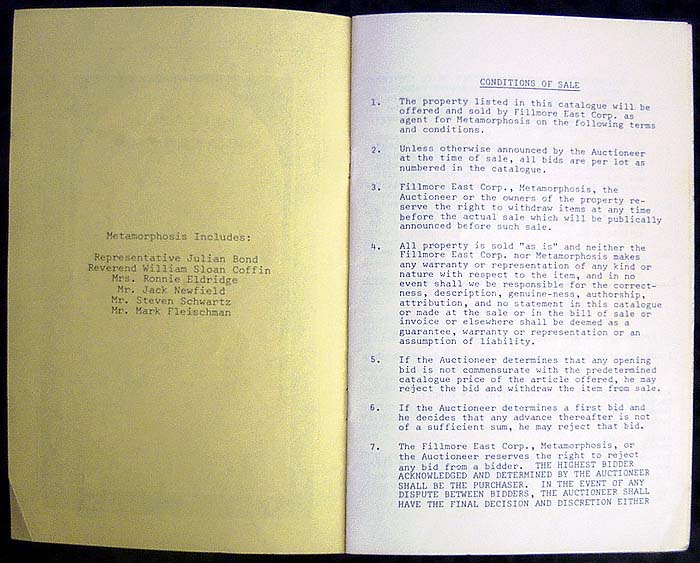 Metamorphosis Includes:
Representative Julian Bond
Reverend William Sloan Coffin
Mrs. Ronnie Eldridge
Mr. Jack Newfield
Mr. Steven Schwartz
Mr. Mark Fleischman
CONDITIONS OF SALE
1. The property listed in this catalogue will be
offered and sold by Fillmore East Corp. as
agent for Metamorphosis on the following terms
and conditions.
2. Unless otherwise announced by the Auctioneer
at the time of sale, all bids are per lot as
numbered in the catalogue.
3. Fillmore East Corp., Metamorphosis, the
Auctioneer or the owners of the property re-
serve the right to withdraw items at any time
before the actual sale which will be publically
announced before such sale.
4. All property is sold "as is" and neither the
Fillmore East Corp. nor Metamorphosis makes
any warranty or representation of any kind or
nature with respect to the item, and in no
event shall we be responsible for the correct-
ness, description, genuine-ness, authorship,
attribution, and no statement in this catalogue
or made at the sale or in the bill of sale or
invoice or elsewhere shall be deemed as a
guarantee, warranty or representation or an
assumption of liability.
5. If the Auctioneer determines that any opening
bid is not commensurate with the predetermined
catalogue price of the article offered, he may
reject the bid and withdraw the item from sale.
6. If the Auctioneer determines a first bid and
he decides that any advance thereafter is not
of a sufficient sum, he may reject that bid.
7. The Fillmore East Corp., Metamorphosis, or
the Auctioneer reserves the right to reject
any bid from a bidder. THE HIGHEST BIDDER
ACKNOWLEDGED AND DETERMINED BY THE AUCTIONEER
SHALL BE THE PURCHASER. IN THE EVENT OF ANY
DISPUTE BETWEEN BIDDERS, THE AUCTIONEER SHALL
HAVE THE FINAL DECISION AND DISCRETION EITHER